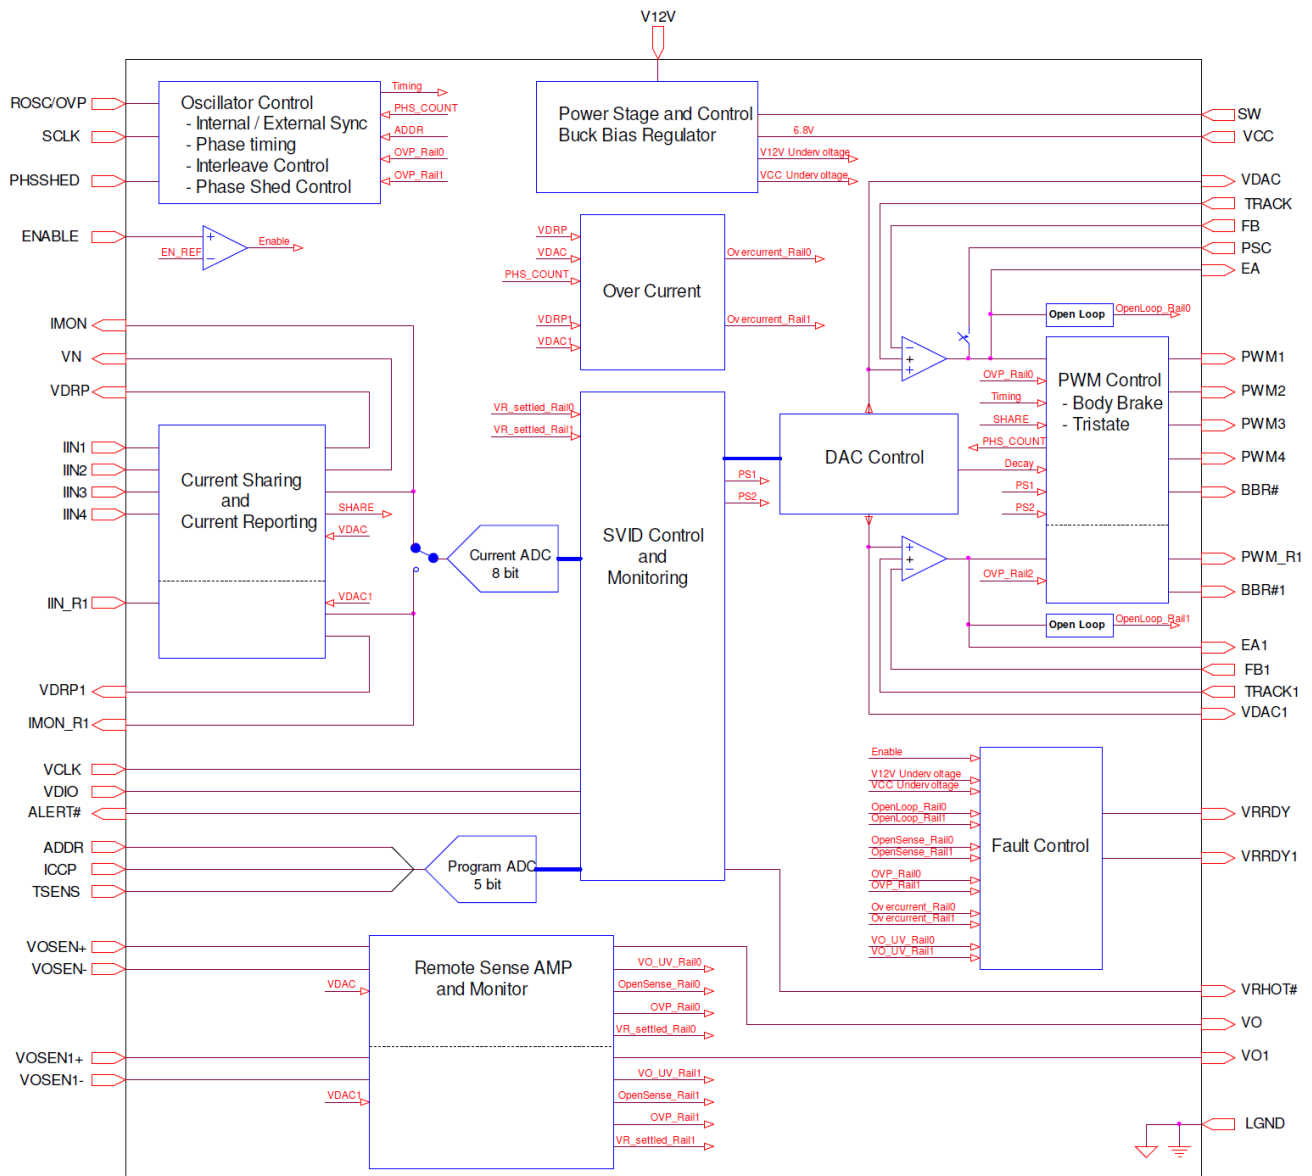 V12V
ROSC/OVP
SCLK
PHSSHED
ENABLE
Oscillator Control
- Internal / External Sync
- Phase timing
- Interleave Control
- Phase Shed Control
Timing
PHS_COUNT
ADDR
OVP_Rail0
OVP_Rail1
EN_REF
+
−
Enable
Power Stage and Control
Buck Bias Regulator
6.8V
V12V Undervoltage
VCC Undervoltage
SW
VCC
VDAC
TRACK
FB
PSC
EA
VDRP
VDAC
PHS_COUNT
VDRP1
VDAC1
Over Current
Overcurrent_Rail0
Overcurrent_Rail1
IMON
VN
VDRP
IIN1
IIN2
IIN3
IIN4
IIN_R1
VDRP1
IMON_R1
Current Sharing
and
Current Reporting
SHARE
VDAC
VDAC1
Current ADC
8 bit
VR_settled_Rail0
VR_settled_Rail1
SVID Control
and
Monitoring
PS1
PS2
DAC Control
−
+
+
+
+
−
Open Loop
OpenLoop_Rail0
OVP_Rail0
Timing
SHARE
PHS_COUNT
Decay
PS1
PS2
OVP_Rail2
PWM Control
- Body Brake
- Tristate
Open Loop
OpenLoop_Rail1
PWM1
PWM2
PWM3
PWM4
BBR#
PWM_R1
BBR#1
EA1
FB1
TRACK1
VDAC1
VCLK
VDIO
ALERT#
ADDR
ICCP
TSENS
Program ADC
5 bit
Enable
V12V Undervoltage
VCC Undervoltage
OpenLoop_Rail0
OpenLoop_Rail1
OpenSense_Rail0
OpenSense_Rail1
OVP_Rail0
OVP_Rail1
Overcurrent_Rail0
Overcurrent_Rail1
VO_UV_Rail0
VO_UV_Rail1
Fault Control
VRRDY
VRRDY1
VOSEN+
VOSEN-
VOSEN1+
VOSEN1-
VDAC
VDAC1
Remote Sense AMP
and Monitor
VO_UV_Rail0
OpenSense_Rail0
OVP_Rail0
VR_settled_Rail0
VO_UV_Rail1
OpenSense_Rail1
OVP_Rail1
VR_settled_Rail1
VRHOT#
VO
VO1
LGND